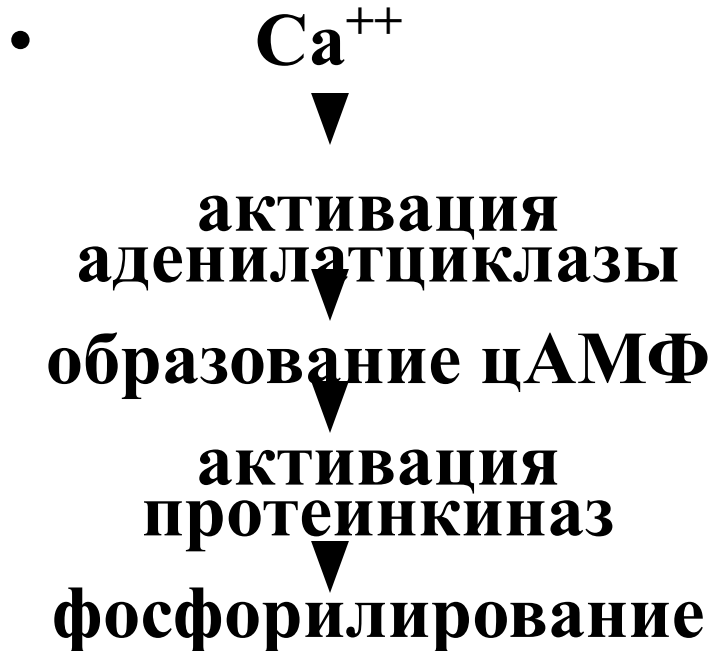 • Ca⁺⁺
активация
аденилатциклазы
образование цАМФ
активация
протеинкиназ
фосфорилирование